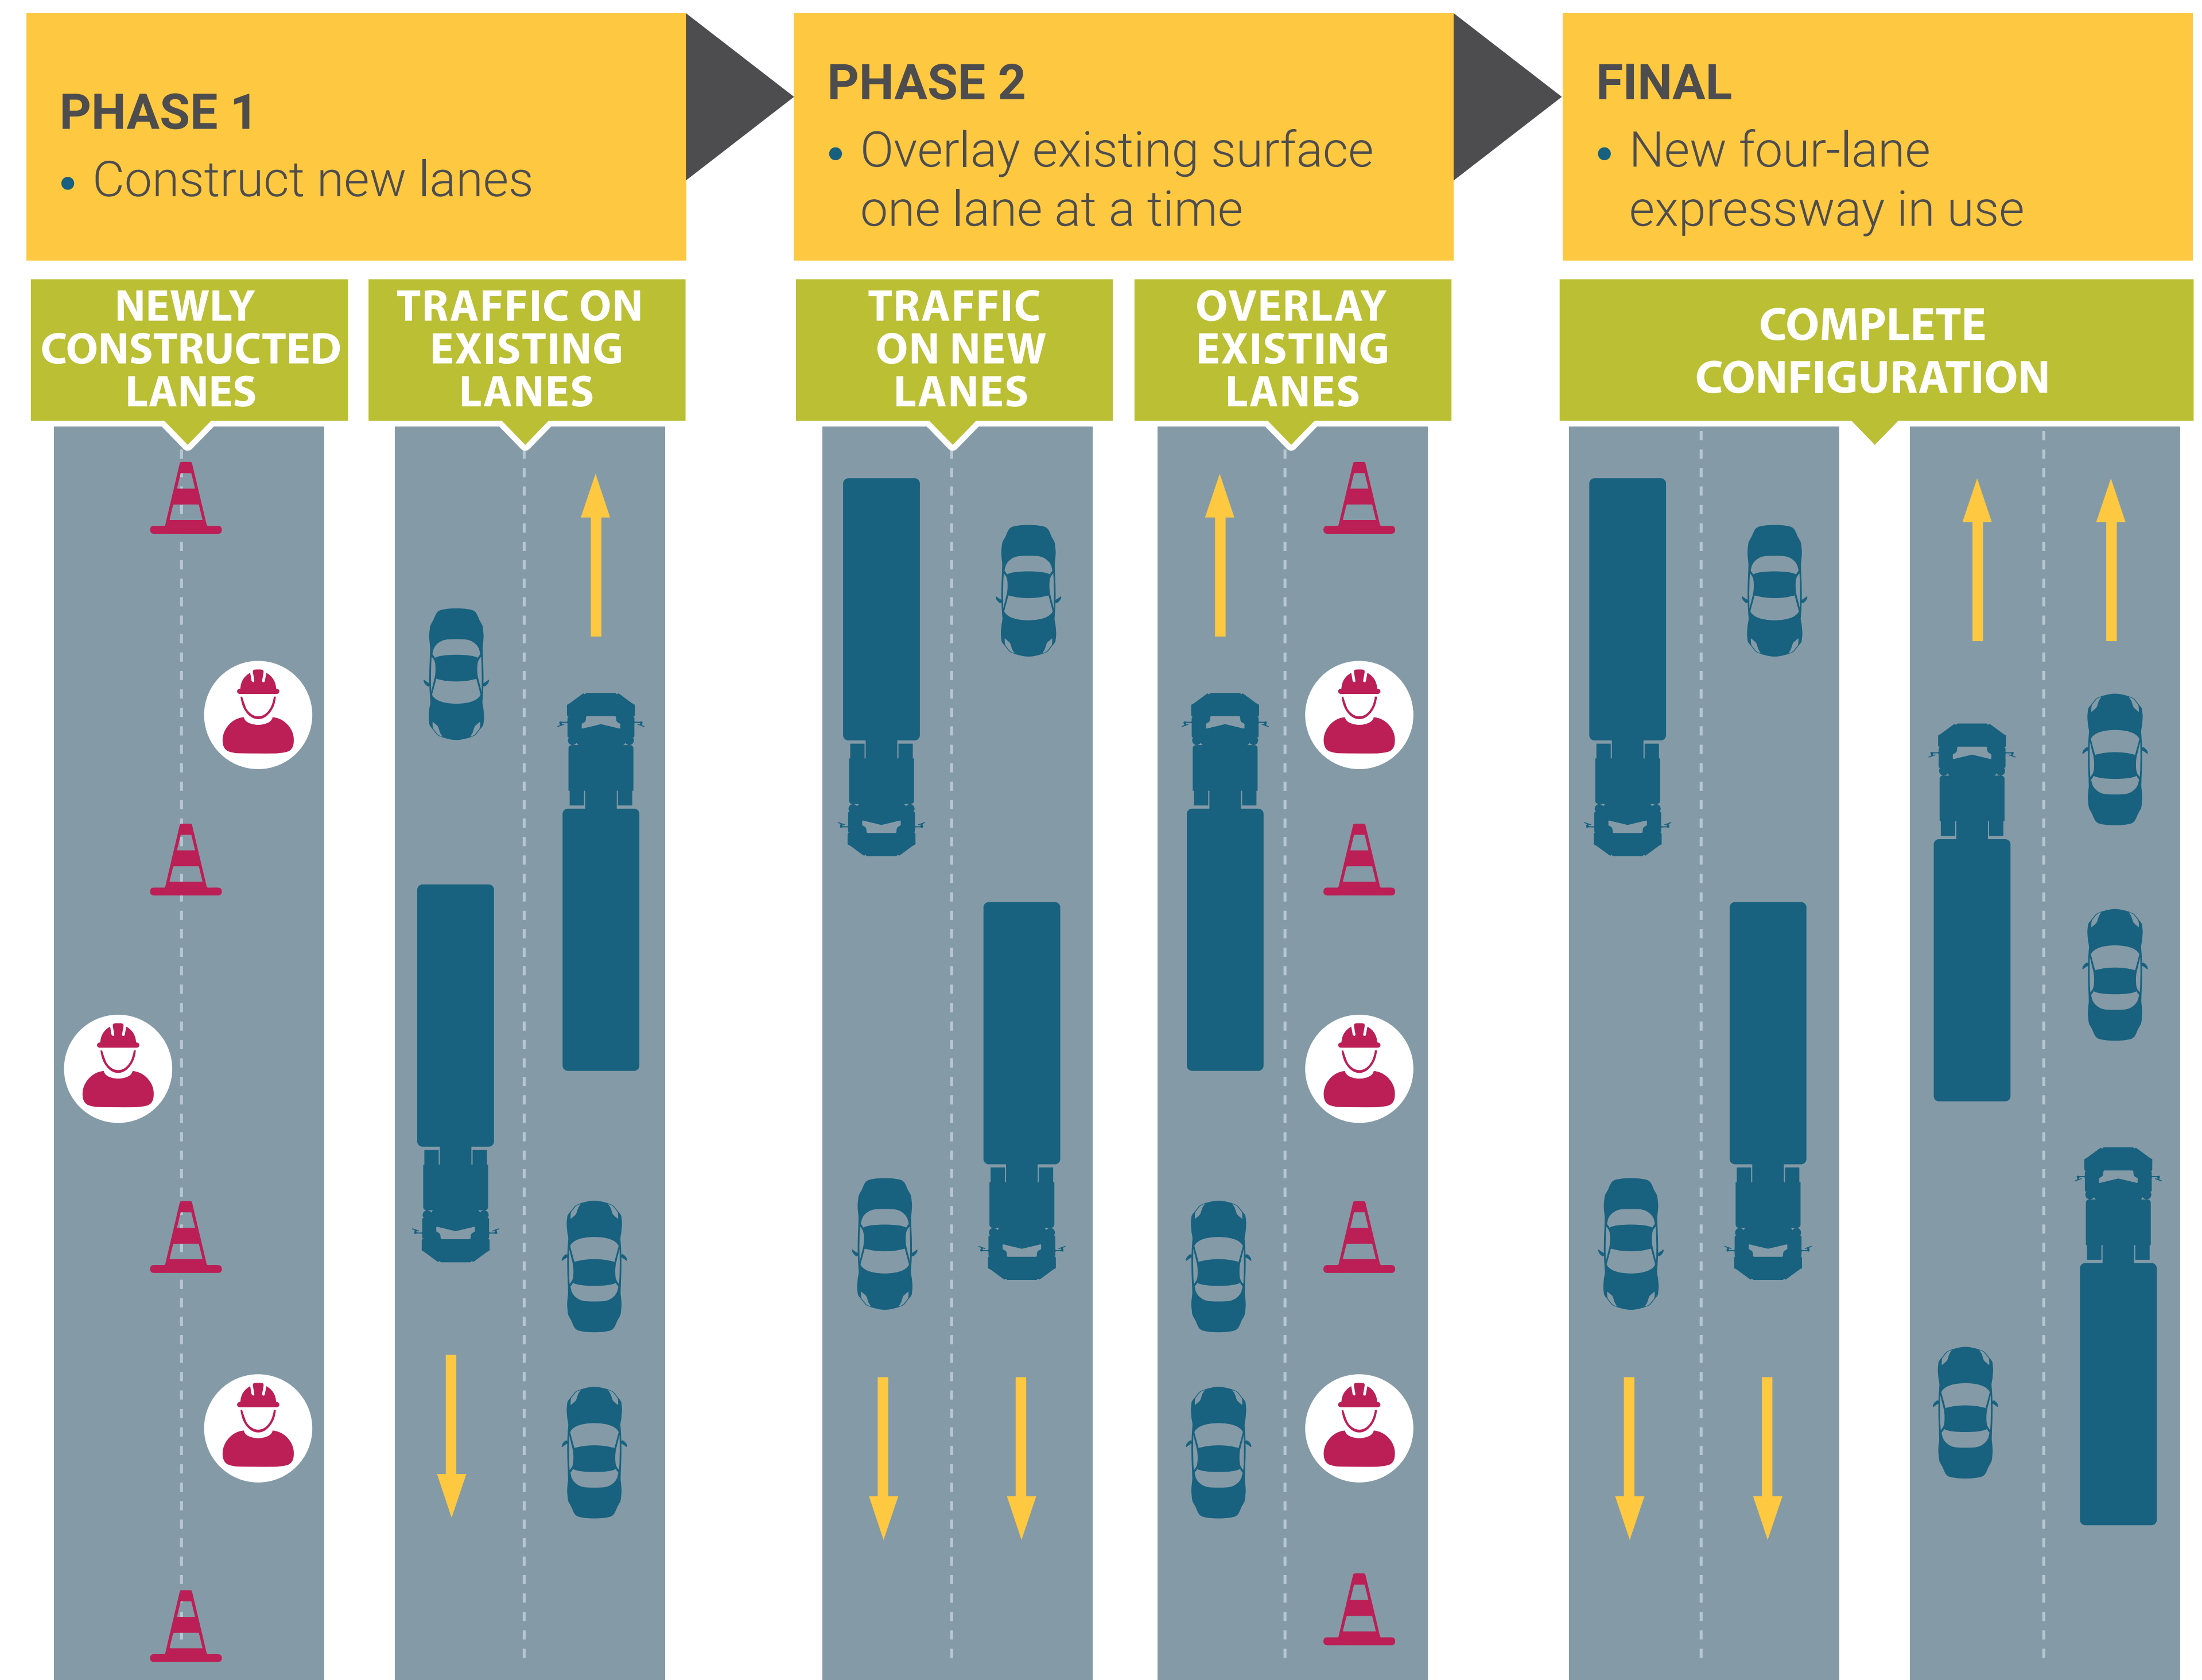 PHASE 1
• Construct new lanes
PHASE 2
• Overlay existing surface
one lane at a time
FINAL
• New four-lane
expressway in use
NEWLY
CONSTRUCTED
LANES
TRAFFIC ON
EXISTING
LANES
TRAFFIC
ON NEW
LANES
OVERLAY
EXISTING
LANES
COMPLETE
CONFIGURATION